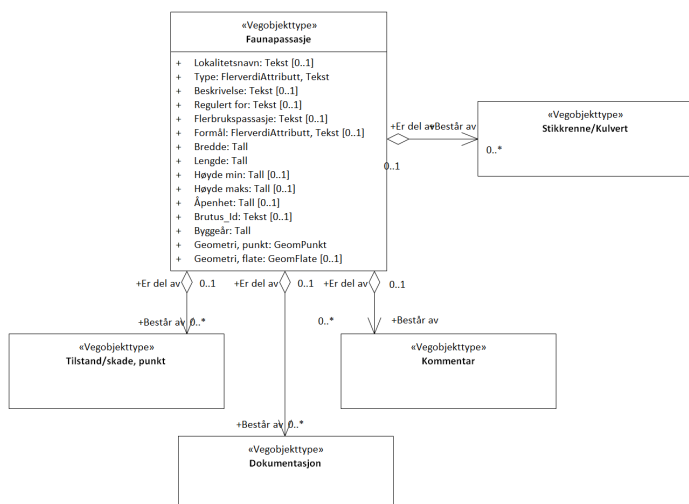 «Vegobjekttype»
Faunapassasje
+ Lokalitetsnavn: Tekst [0..1]
+ Type: FlerverdiAttributt, Tekst
+ Beskrivelse: Tekst [0..1]
+ Regulert for: Tekst [0..1]
+ Flerbrukspassasje: Tekst [0..1]
+ Formål: FlerverdiAttributt, Tekst [0..1]
+ Bredde: Tall
+ Lengde: Tall
+ Høyde min: Tall [0..1]
+ Høyde maks: Tall [0..1]
+ Åpenhet: Tall [0..1]
+ Brutus_Id: Tekst [0..1]
+ Byggeår: Tall
+ Geometri, punkt: GeomPunkt
+ Geometri, flate: GeomFlate [0..1]
+Er del av +Består av
0..1
0..*
«Vegobjekttype»
Stikkrenne/Kulvert
+Er del av 0..1 +Er del av 0..1 +Er del av 0..1
+Består av 0..* 0..* +Består av
«Vegobjekttype»
Tilstand/skade, punkt
«Vegobjekttype»
Kommentar
+Består av 0..*
«Vegobjekttype»
Dokumentasjon